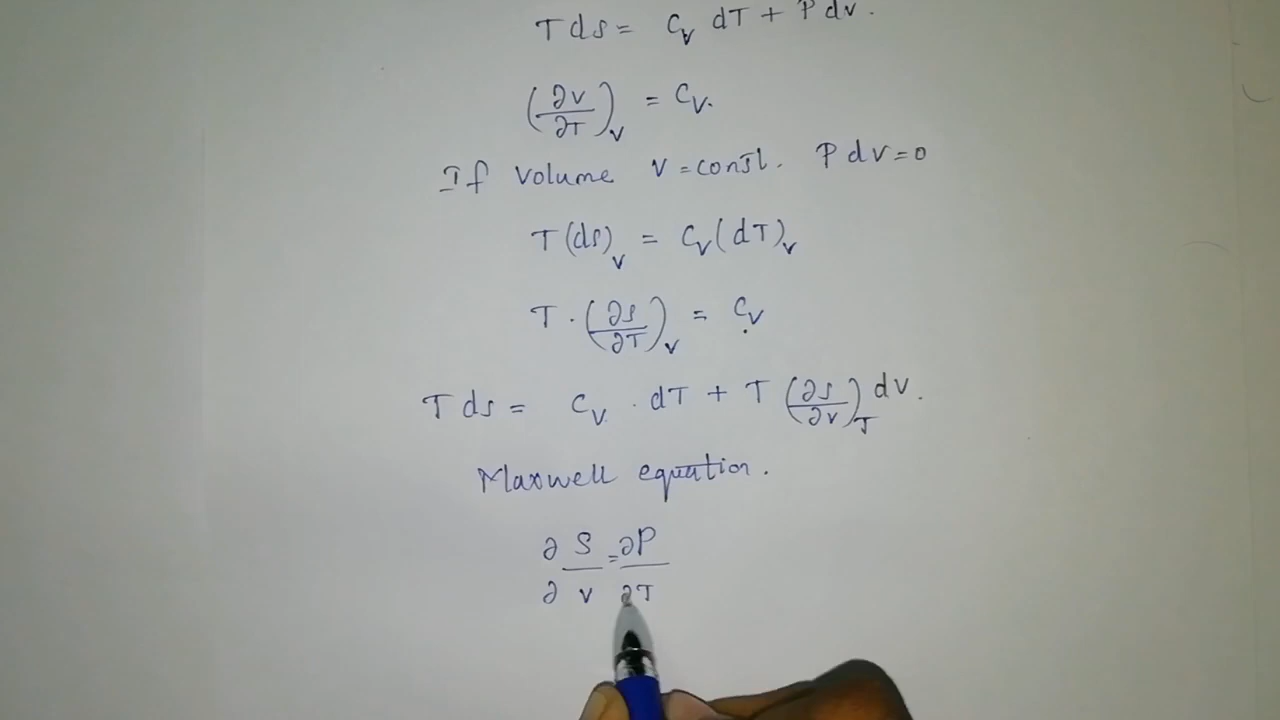 T ds = Cv dT + P dv.
(∂V/∂T)v = Cv.
If volume v = const. P dv = 0
T (ds)v = Cv (dT)v
T · (∂s/∂T)v = Cv
T ds = Cv · dT + T (∂s/∂v)T dv.
Maxwell equation.
∂S/∂v = ∂P/∂T